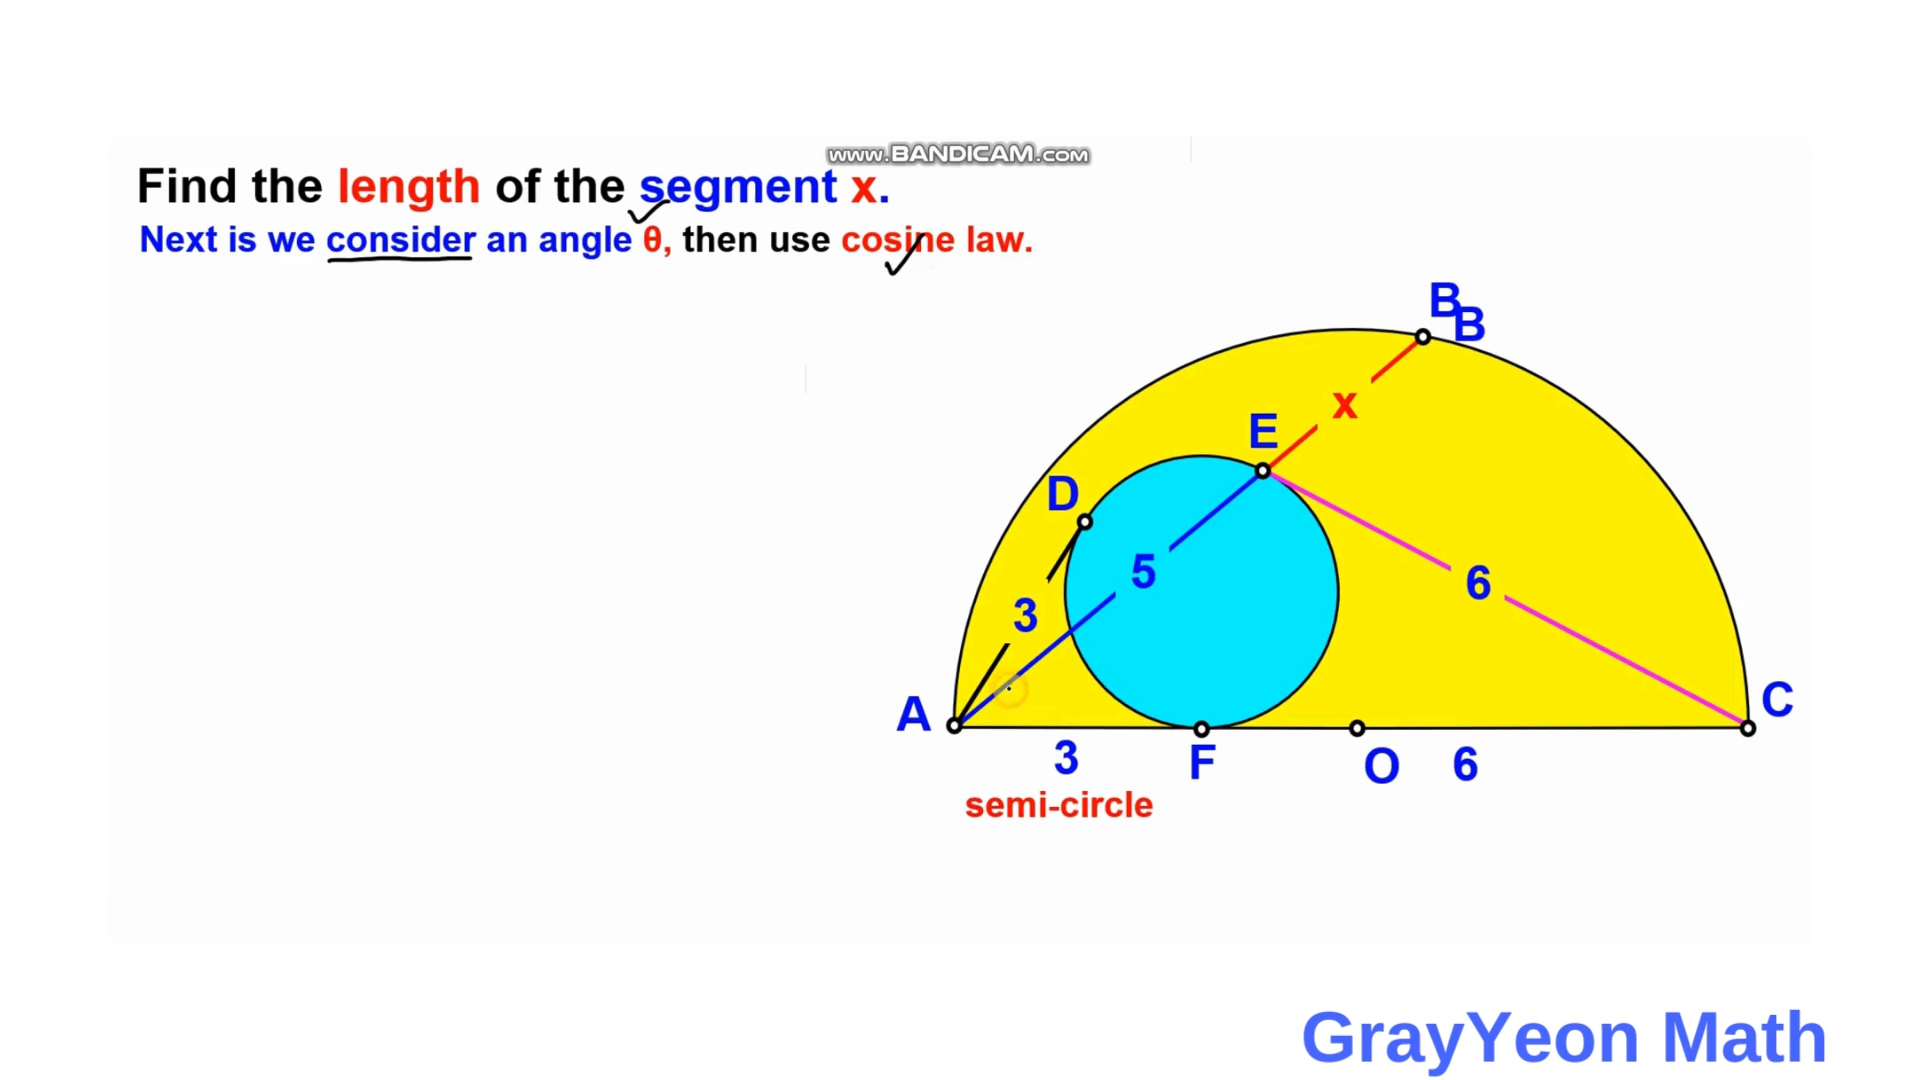 www.BANDICAM.com
Find the length of the segment x.
Next is we consider an angle θ, then use cosine law.
B
B
x
E
D
5
6
3
A
C
3
F
O
6
semi-circle
GrayYeon Math